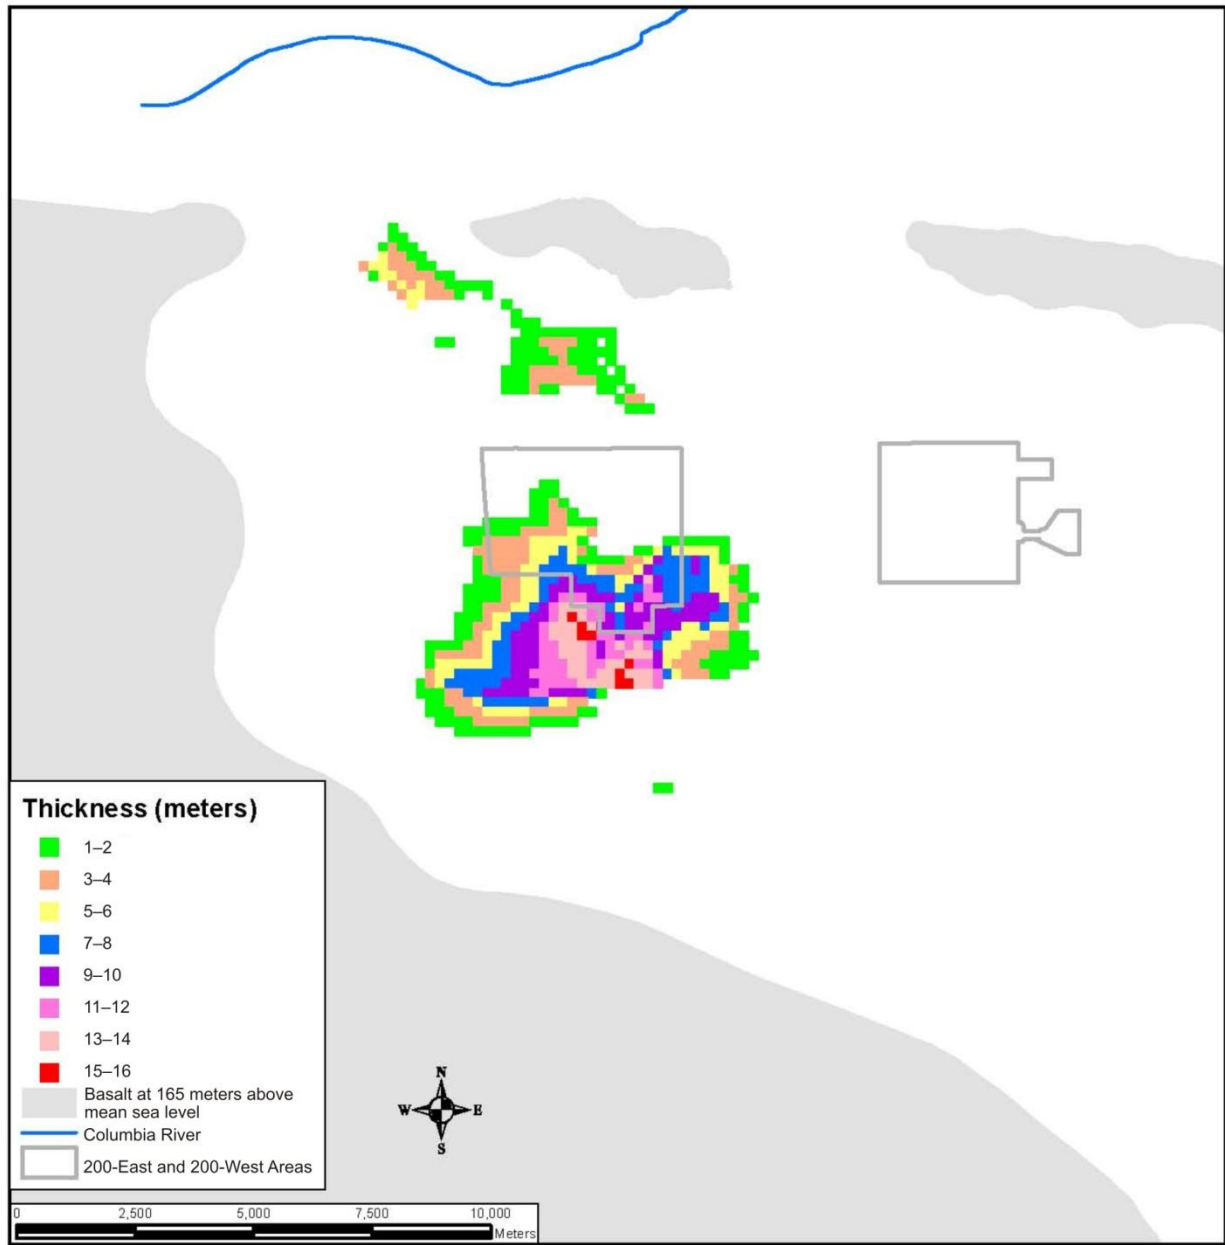 Thickness (meters)
1–2
3–4
5–6
7–8
9–10
11–12
13–14
15–16
Basalt at 165 meters above
mean sea level
Columbia River
200-East and 200-West Areas
N
W E
S
0 2,500 5,000 7,500 10,000
Meters